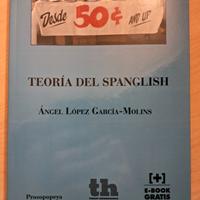 Desde 50¢ AND UP
TEORÍA DEL SPANGLISH
ÁNGEL LÓPEZ GARCÍA-MOLINS
Prosopopeya
th
[+]
E-BOOK
GRATIS